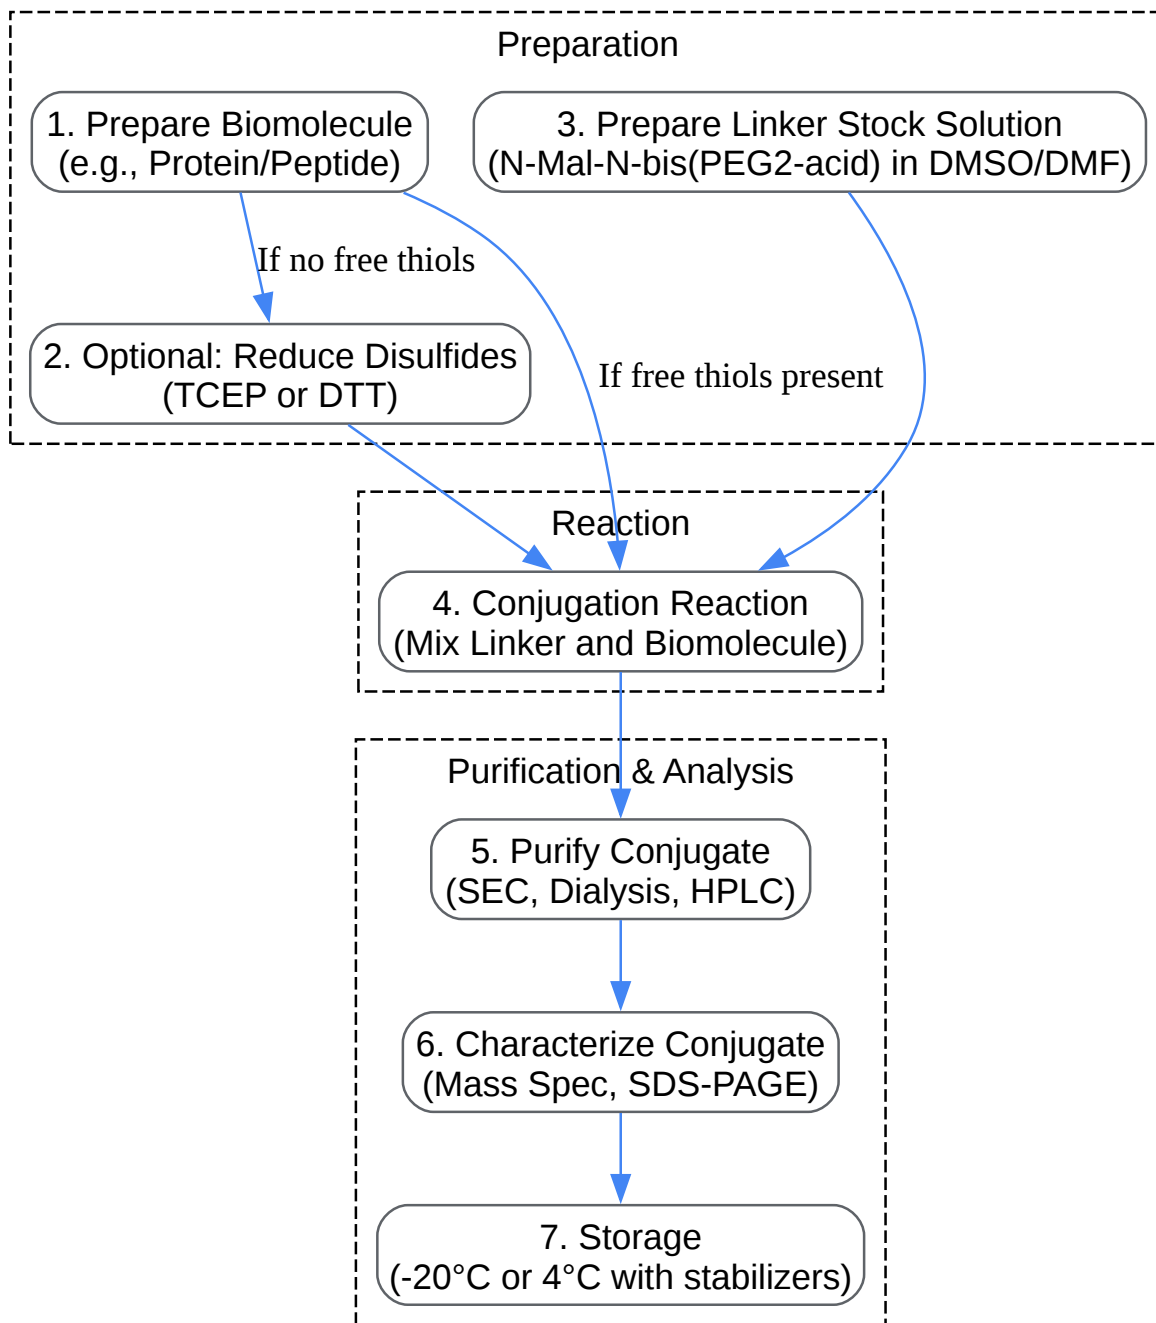 Preparation
1. Prepare Biomolecule
(e.g., Protein/Peptide)
3. Prepare Linker Stock Solution
(N-Mal-N-bis(PEG2-acid) in DMSO/DMF)
If no free thiols
2. Optional: Reduce Disulfides
(TCEP or DTT)
If free thiols present
Reaction
4. Conjugation Reaction
(Mix Linker and Biomolecule)
Purification & Analysis
5. Purify Conjugate
(SEC, Dialysis, HPLC)
6. Characterize Conjugate
(Mass Spec, SDS-PAGE)
7. Storage
(-20°C or 4°C with stabilizers)